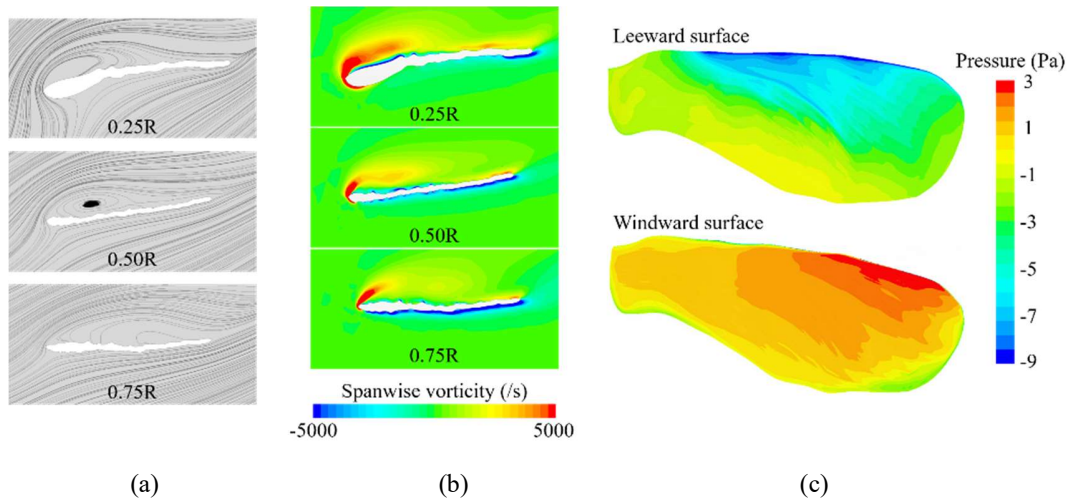 0.25R
0.50R
0.75R
(a)
0.25R
0.50R
0.75R
Spanwise vorticity (/s)
-5000 5000
(b)
Leeward surface
Windward surface
Pressure (Pa)
3
1
-1
-3
-5
-7
-9
(c)